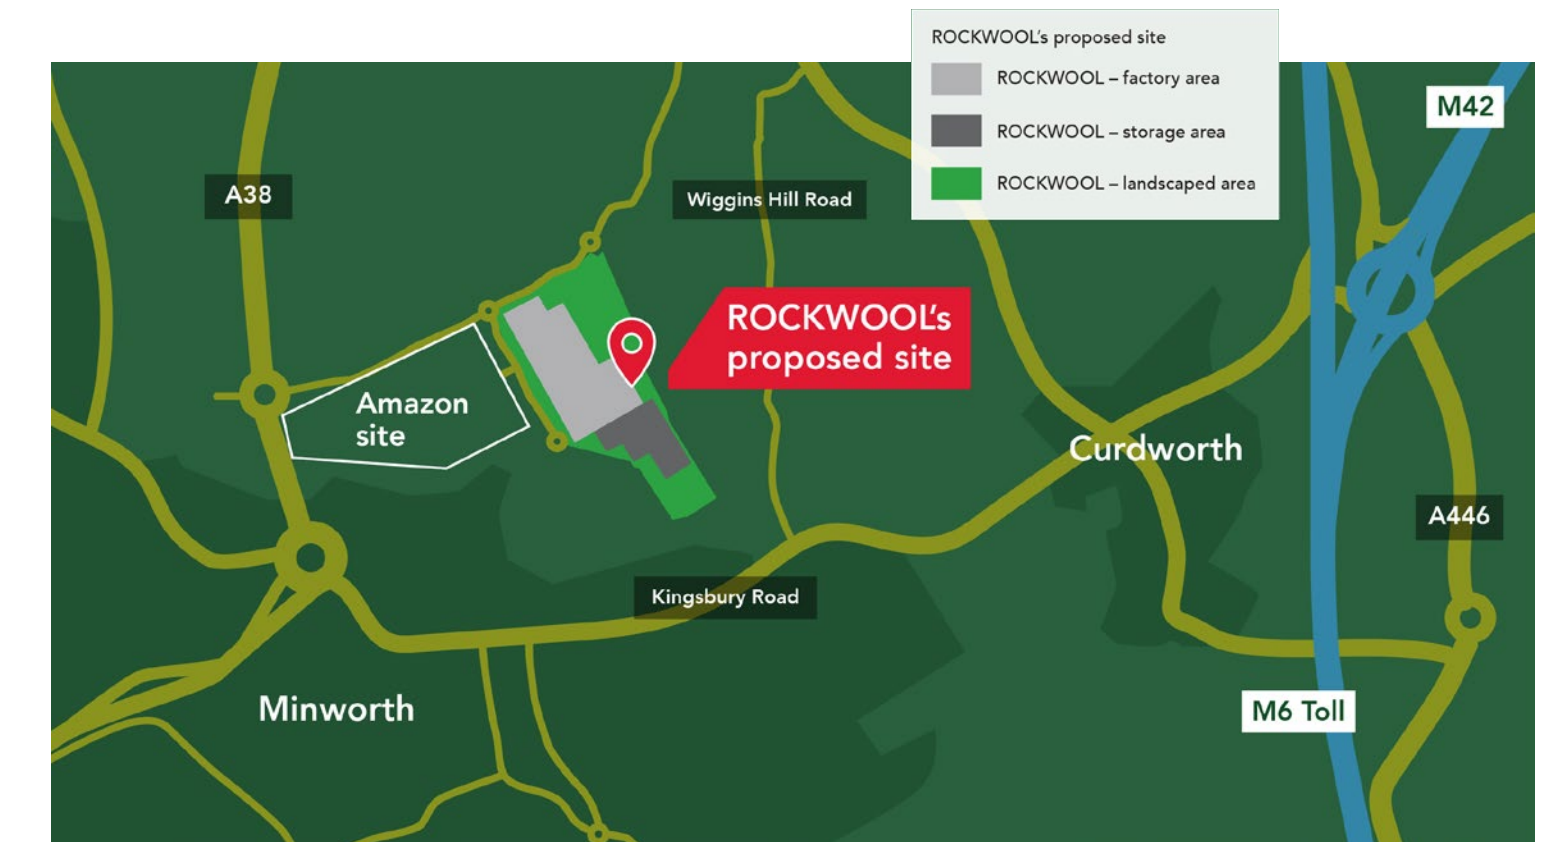 ROCKWOOL's proposed site
ROCKWOOL – factory area
ROCKWOOL – storage area
ROCKWOOL – landscaped area
M42
A38
Wiggins Hill Road
ROCKWOOL's
proposed site
Amazon
site
Curdworth
A446
Kingsbury Road
Minworth
M6 Toll